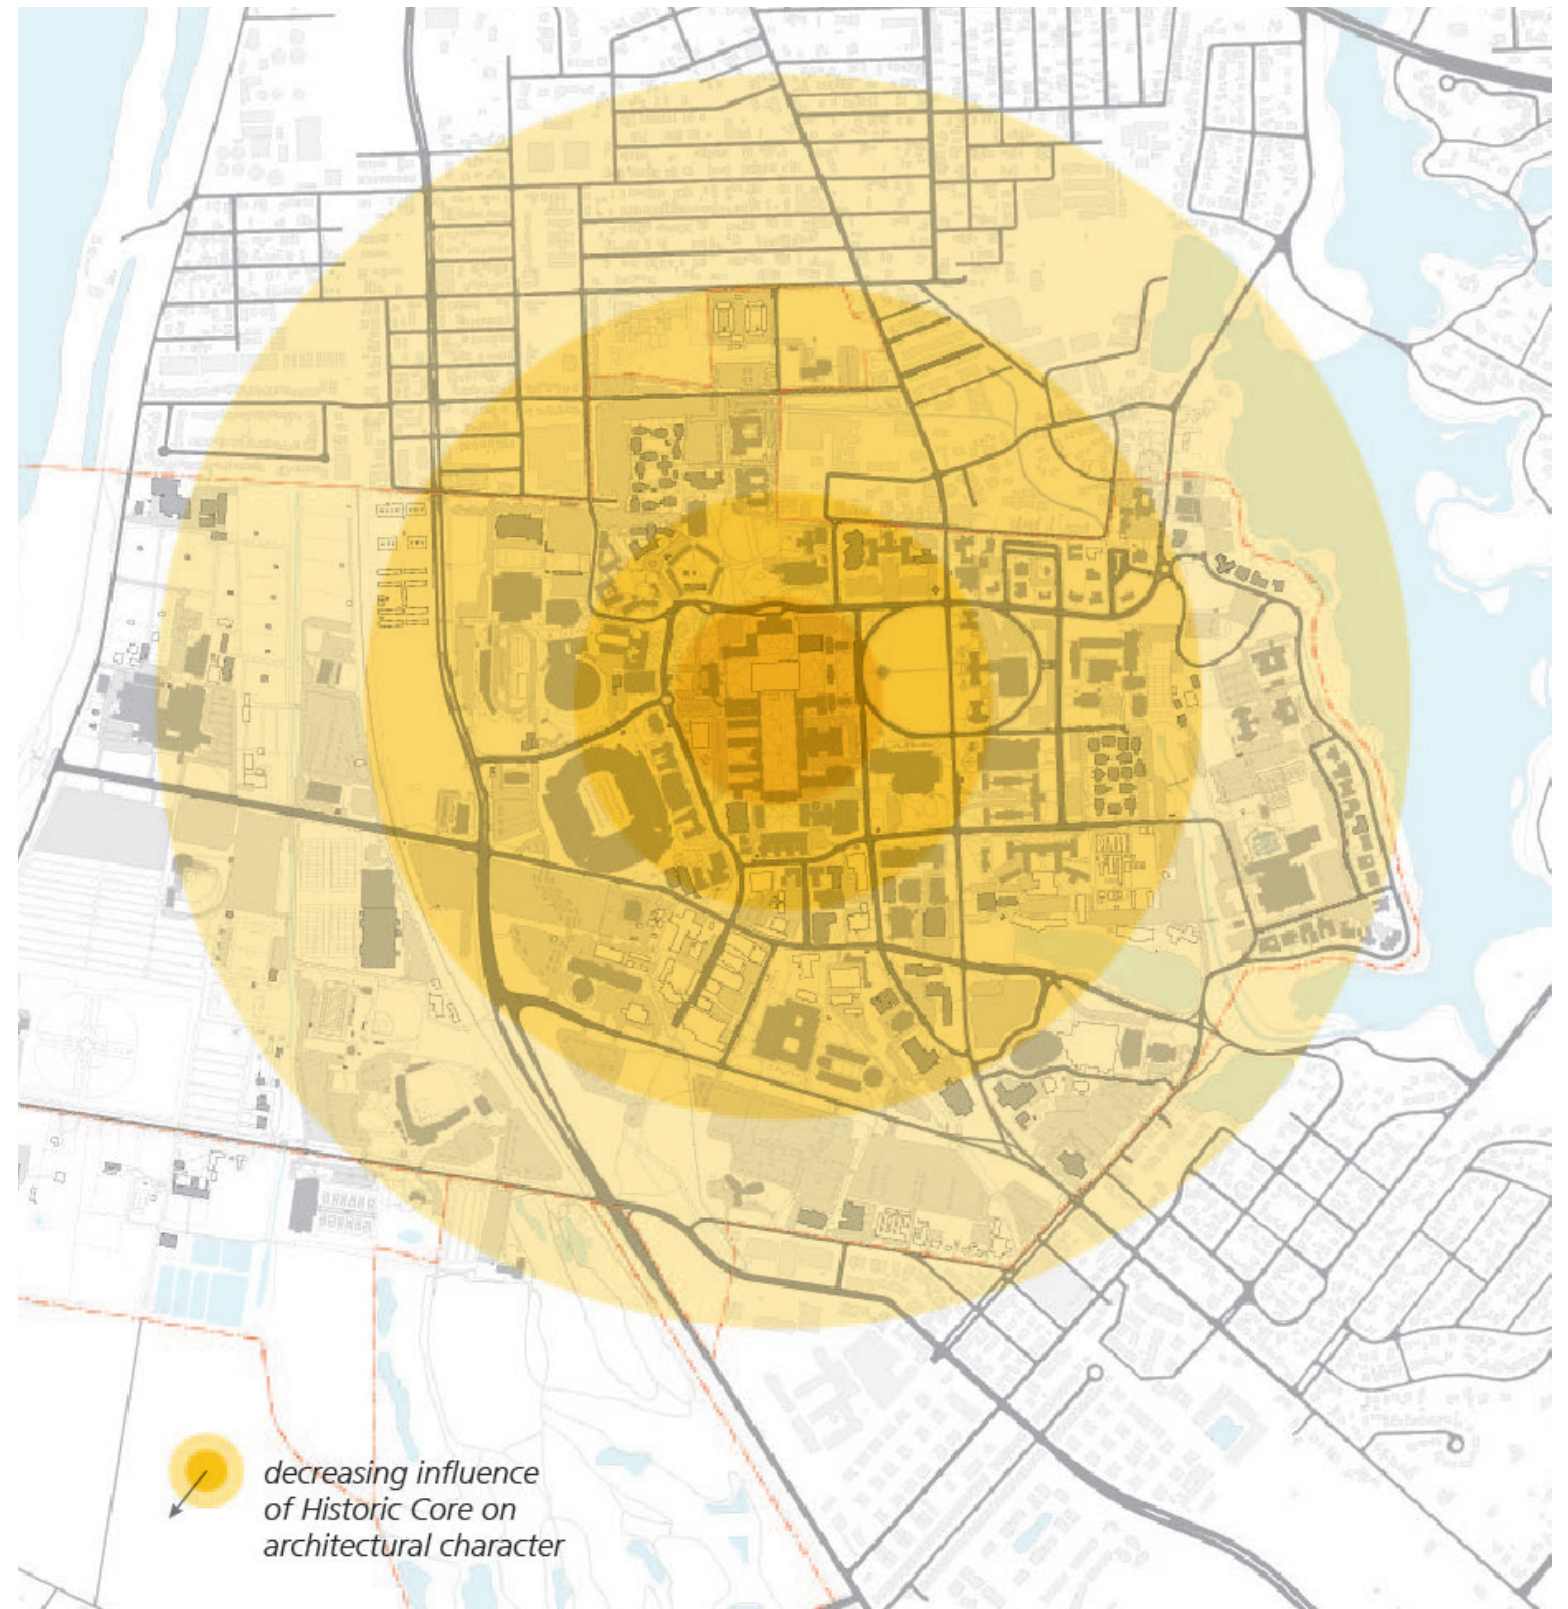 decreasing influence
of Historic Core on
architectural character